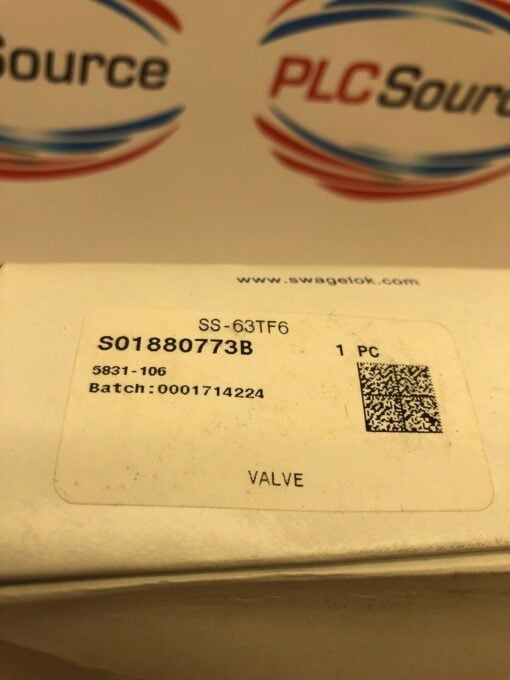 Source
PLCSource
www.swagelok.com
SS-63TF6
S01880773B
1 PC
5831-106
Batch:0001714224
VALVE